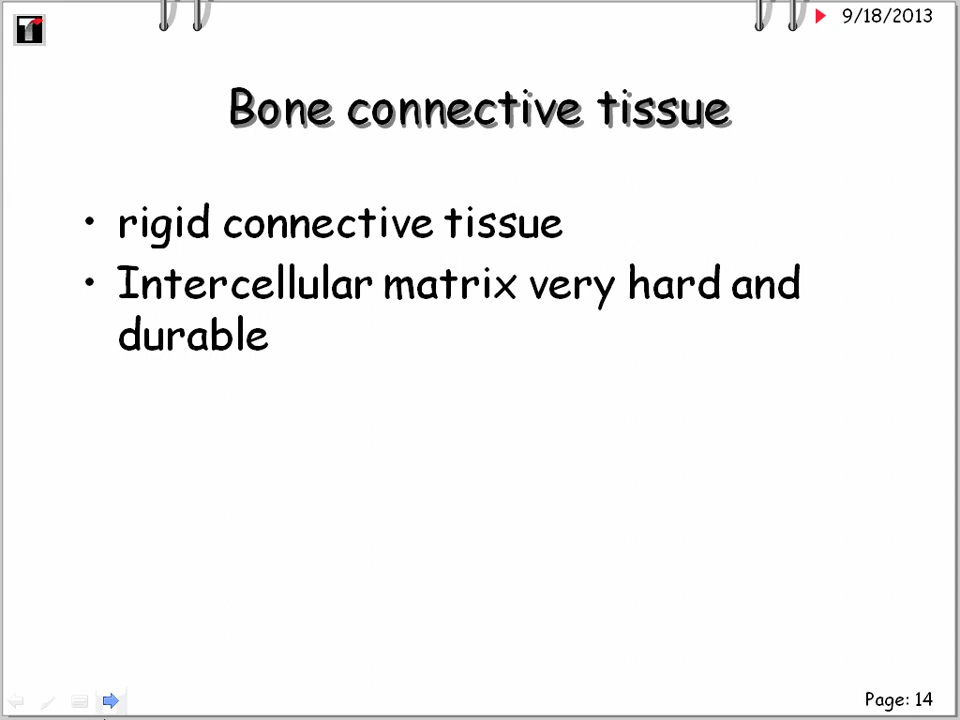 9/18/2013
Bone connective tissue
• rigid connective tissue
• Intercellular matrix very hard and
durable
Page: 14